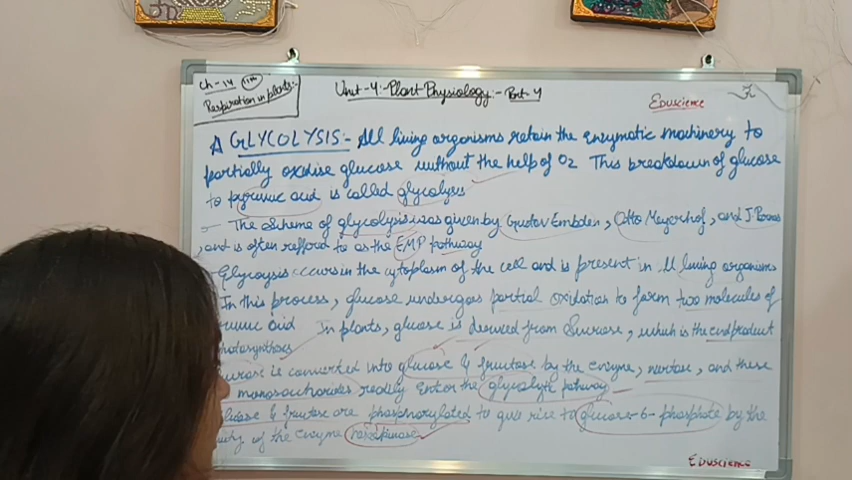 Ch-14 11th
Respiration in plants:-
Unit-4:- Plant Physiology:- Part-4
Eduscience
GLYCOLYSIS:- All living organisms retain the enzymatic machinery to
partially oxidise glucose without the help of O2 This breakdown of glucose
to pyruvic acid is called glycolysis
- The Scheme of glycolysis was given by Gustav Embden, Otto Meyerhof, and J. Parnas
and is often refford to as the EMP pathway
Glycolysis occurs in the cytoplasm of the cell and is present in all living organisms
In this process, glucose undergoes partial oxidation to form two molecules of
acid In plants, glucose is derived from Sucrose, which is the end product
is converted into glucose & fructose by the enzyme, and these
monosaccharides readily enter the glycolytic pathway
& fructose are phosphorylated to give rise to glucose-6-phosphate by the
of the enzyme hexokinase
Eduscience